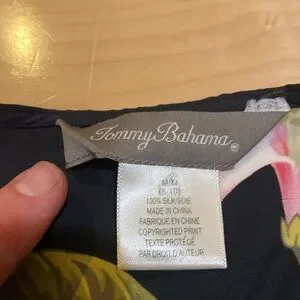 Tommy Bahama®
M/M
(8, 10)
100% SILK/SOIE
MADE IN CHINA
FABRIQUE EN CHINE
COPYRIGHTED PRINT
TEXTE PROTÉGÉ
PAR DROIT D'AUTEUR